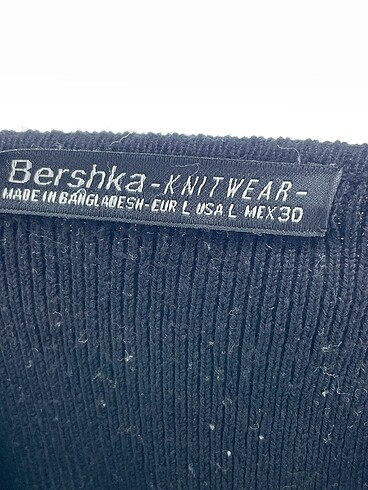 Bershka -KNITWEAR-
MADE IN BANGLADESH-EUR L USA L MEX 30